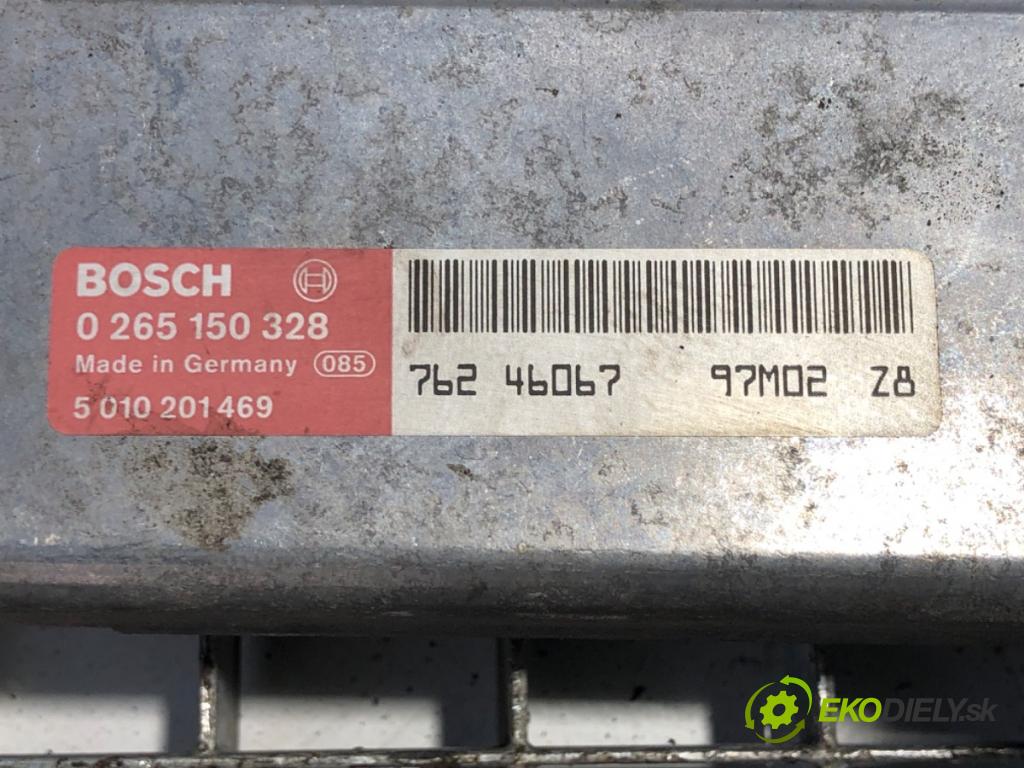 BOSCH
0 265 150 328
Made in Germany 085
5 010 201 469
762 46067 97M02 Z8
EKODIELY.sk